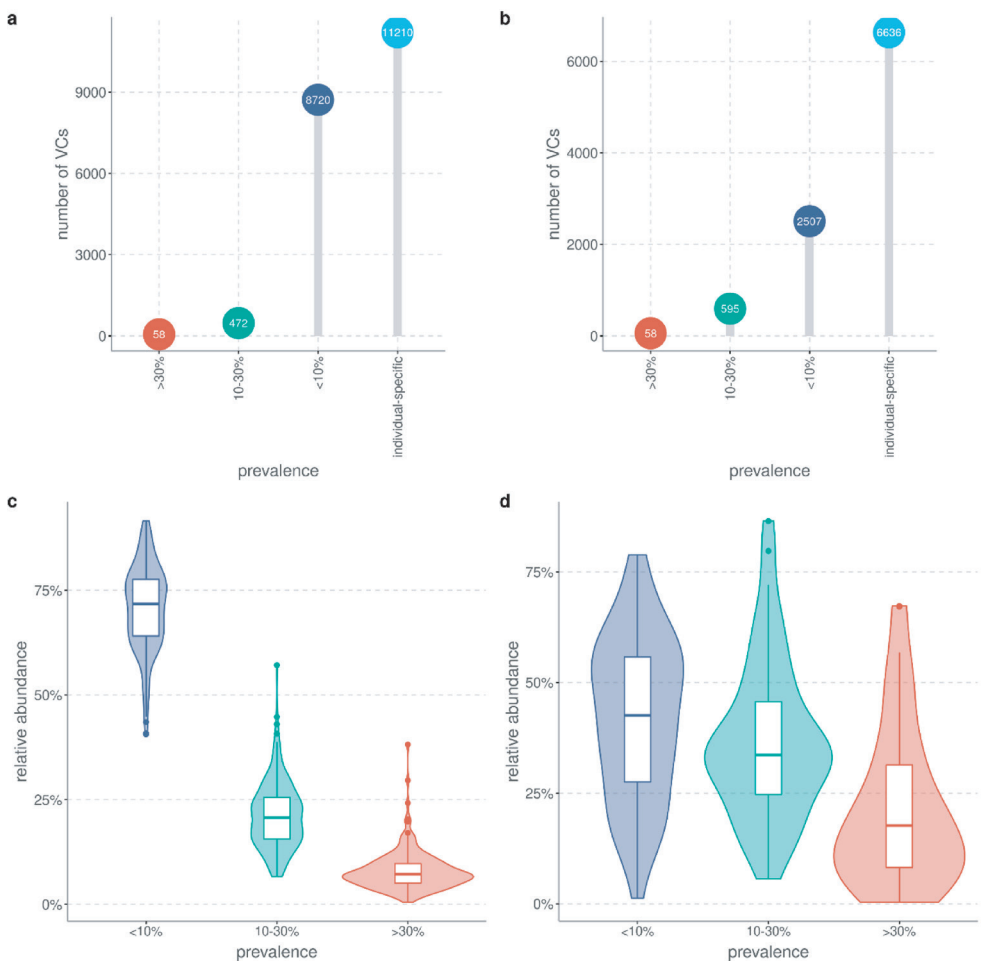 a
number of VCs
9000
6000
3000
0
58
472
8720
11210
>30%
10-30%
<10%
individual-specific
prevalence
b
number of VCs
6000
4000
2000
0
58
595
2507
6636
>30%
10-30%
<10%
individual-specific
prevalence
c
relative abundance
75%
50%
25%
0%
<10%
10-30%
>30%
prevalence
d
relative abundance
75%
50%
25%
0%
<10%
10-30%
>30%
prevalence